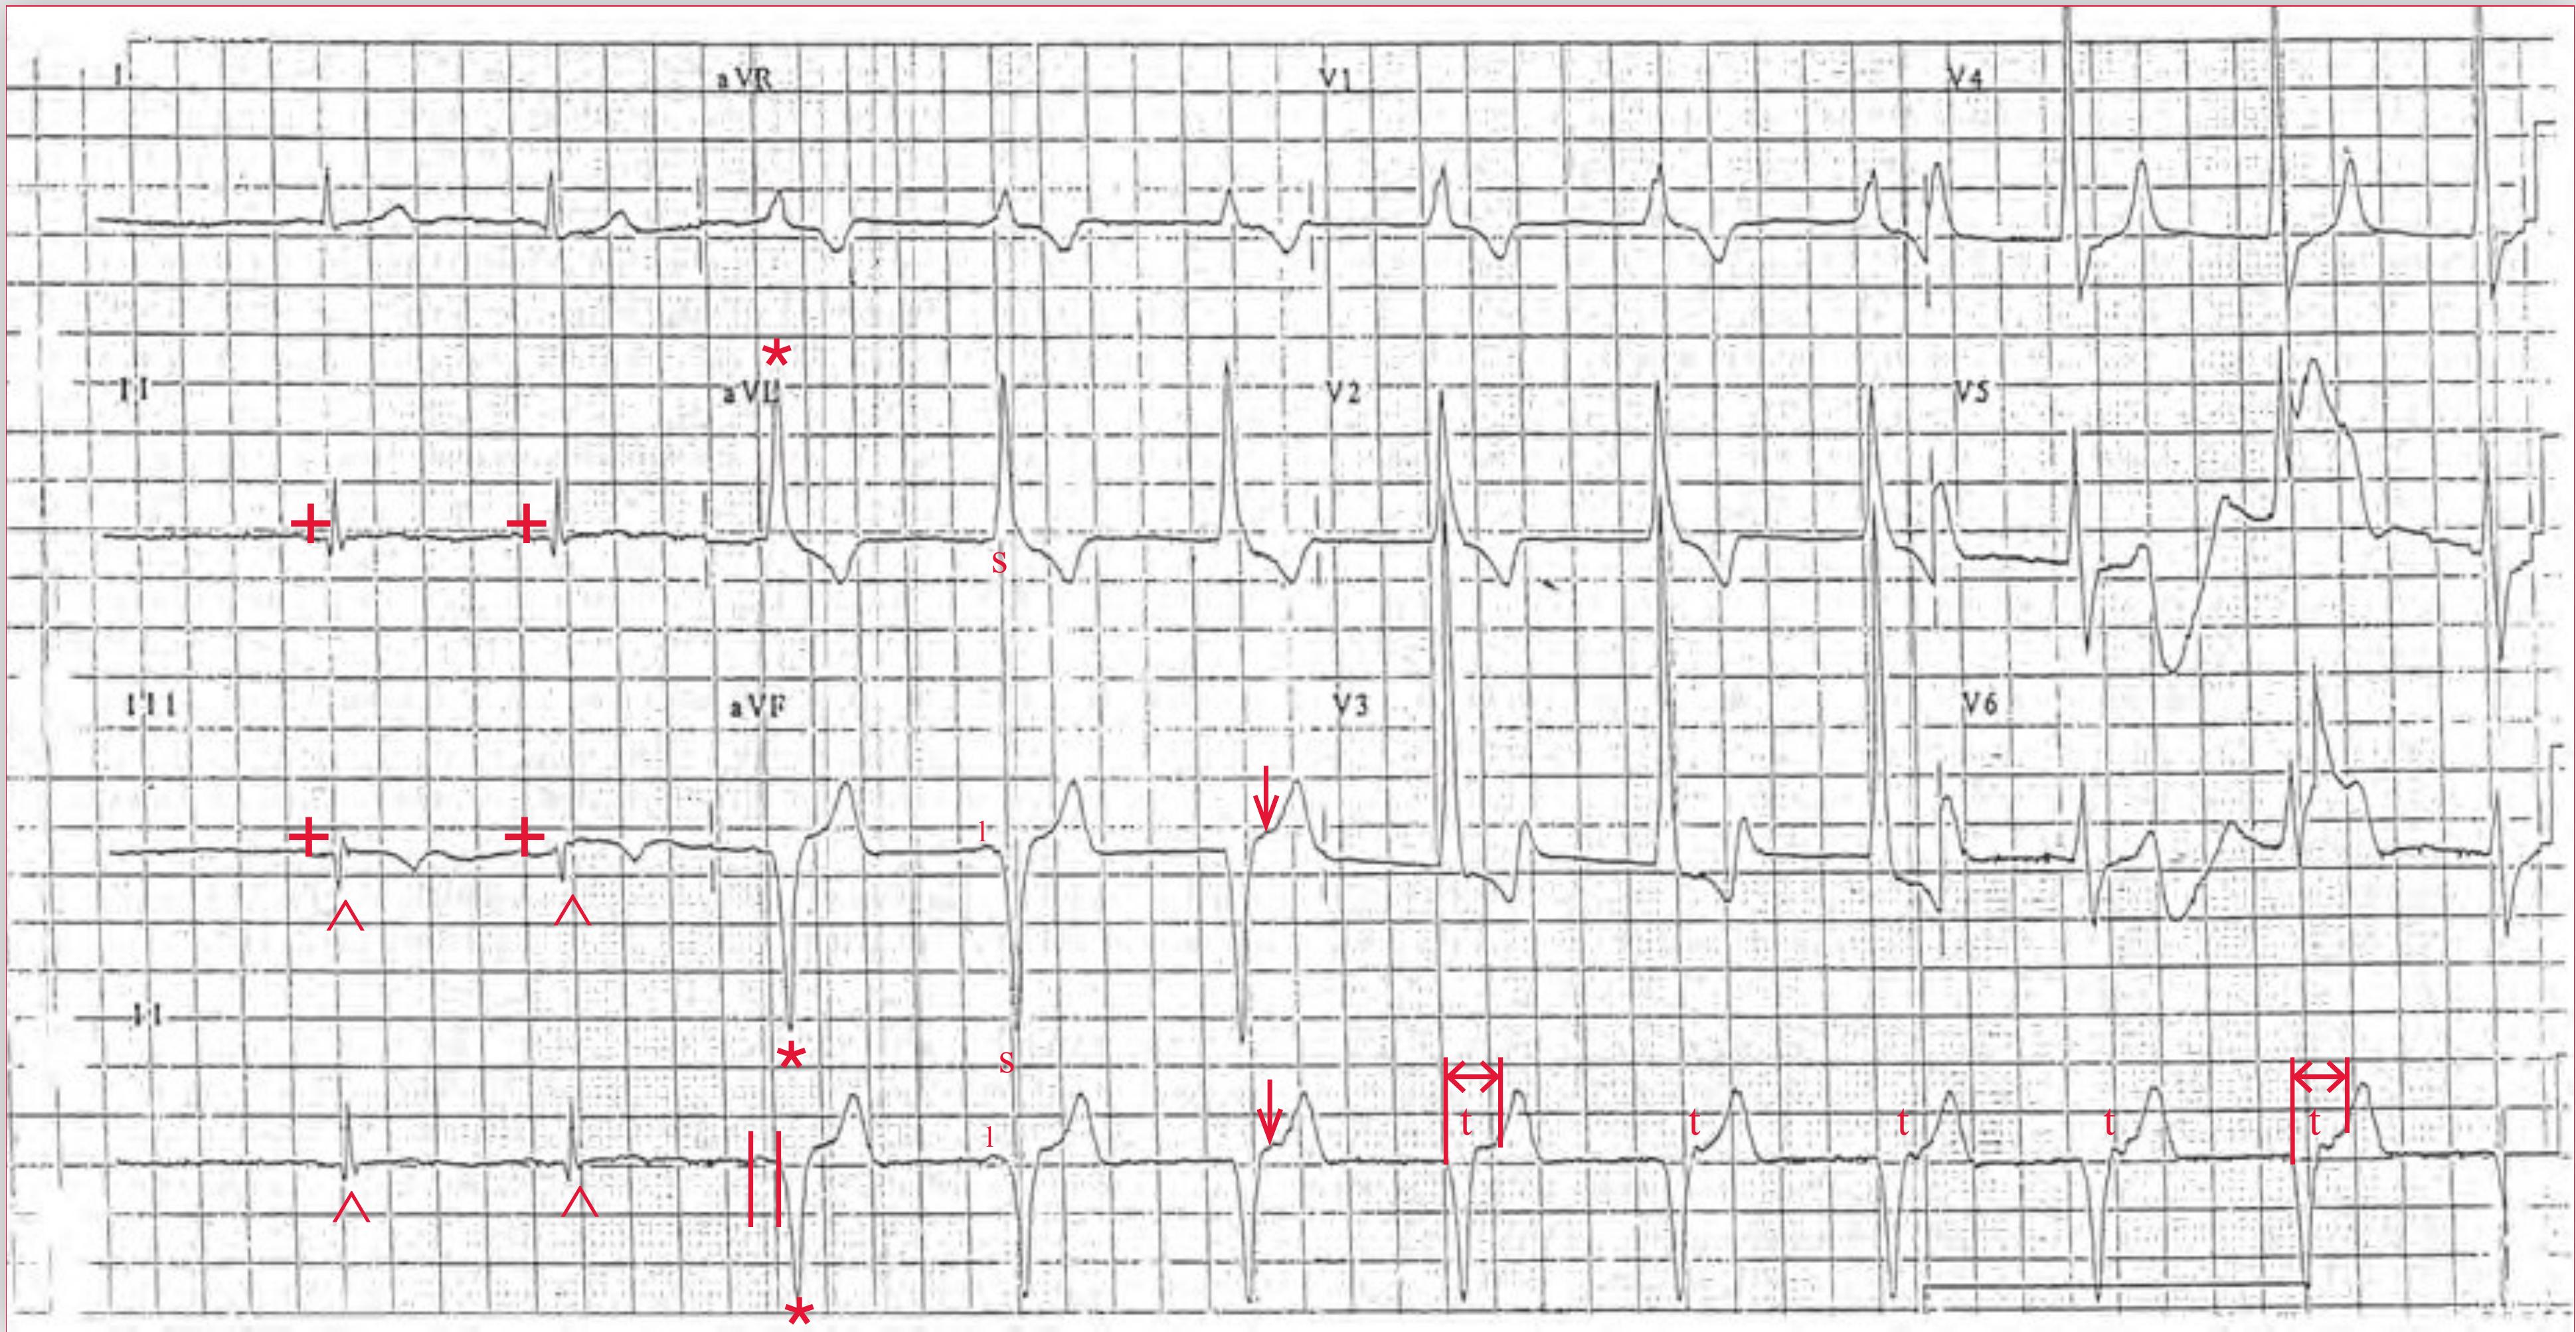 I aVR V1 V4
*
II aVL V2 V5
+ + s
III aVF V3 V6
+ + l
^ ^
II
* s
t t t t t
l
^ ^
*